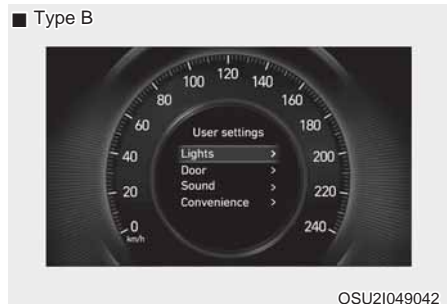 ■ Type B
100 120 140
80 160
60 180
40 200
20 220
0 240
km/h
User settings
Lights >
Door >
Sound >
Convenience >
OSU2I049042